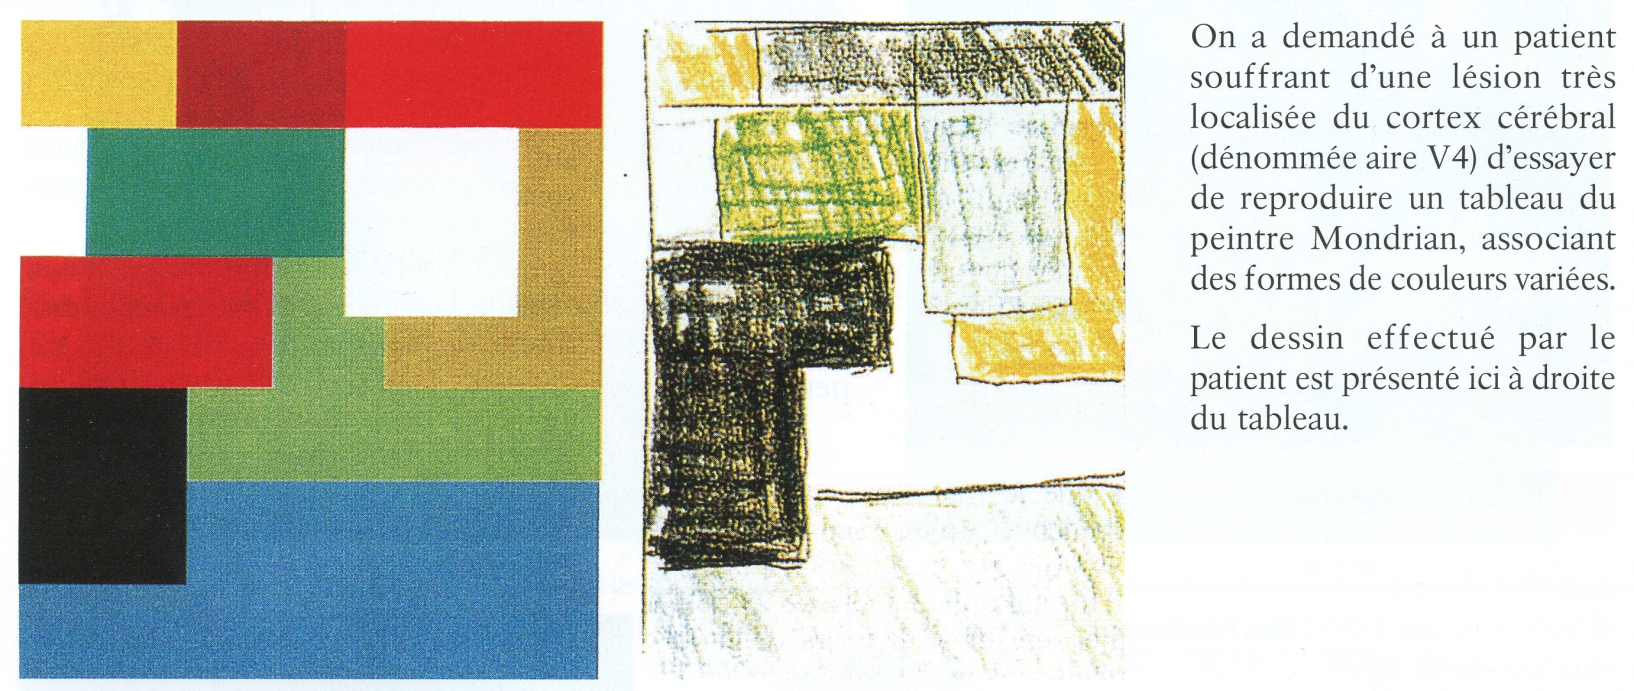 On a demandé à un patient
souffrant d'une lésion très
localisée du cortex cérébral
(dénommée aire V4) d'essayer
de reproduire un tableau du
peintre Mondrian, associant
des formes de couleurs variées.
Le dessin effectué par le
patient est présenté ici à droite
du tableau.